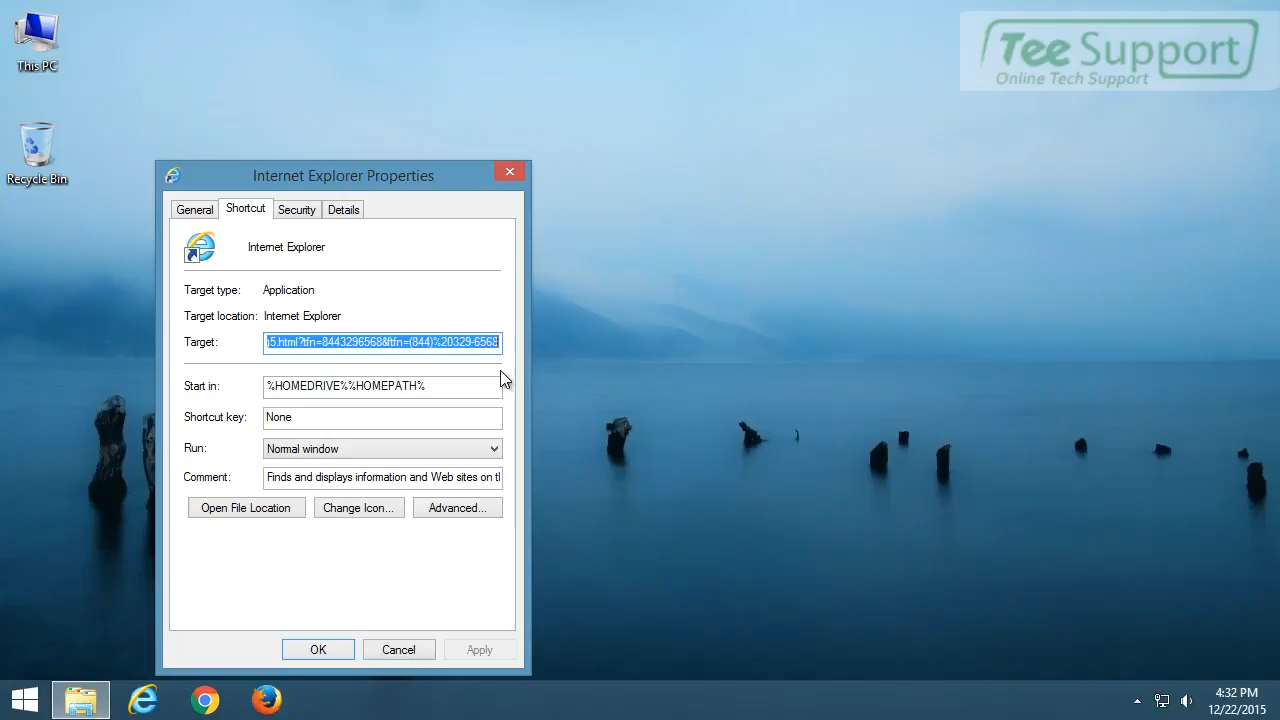 This PC
Tee Support
Online Tech Support
Recycle Bin
Internet Explorer Properties
General Shortcut Security Details
Internet Explorer
Target type: Application
Target location: Internet Explorer
Target: g5.html?tfn=8443296568&ftfn=(844)%20329-6568
Start in: %HOMEDRIVE%%HOMEPATH%
Shortcut key: None
Run: Normal window
Comment: Finds and displays information and Web sites on tl
Open File Location Change Icon... Advanced...
OK Cancel Apply
4:32 PM
12/22/2015